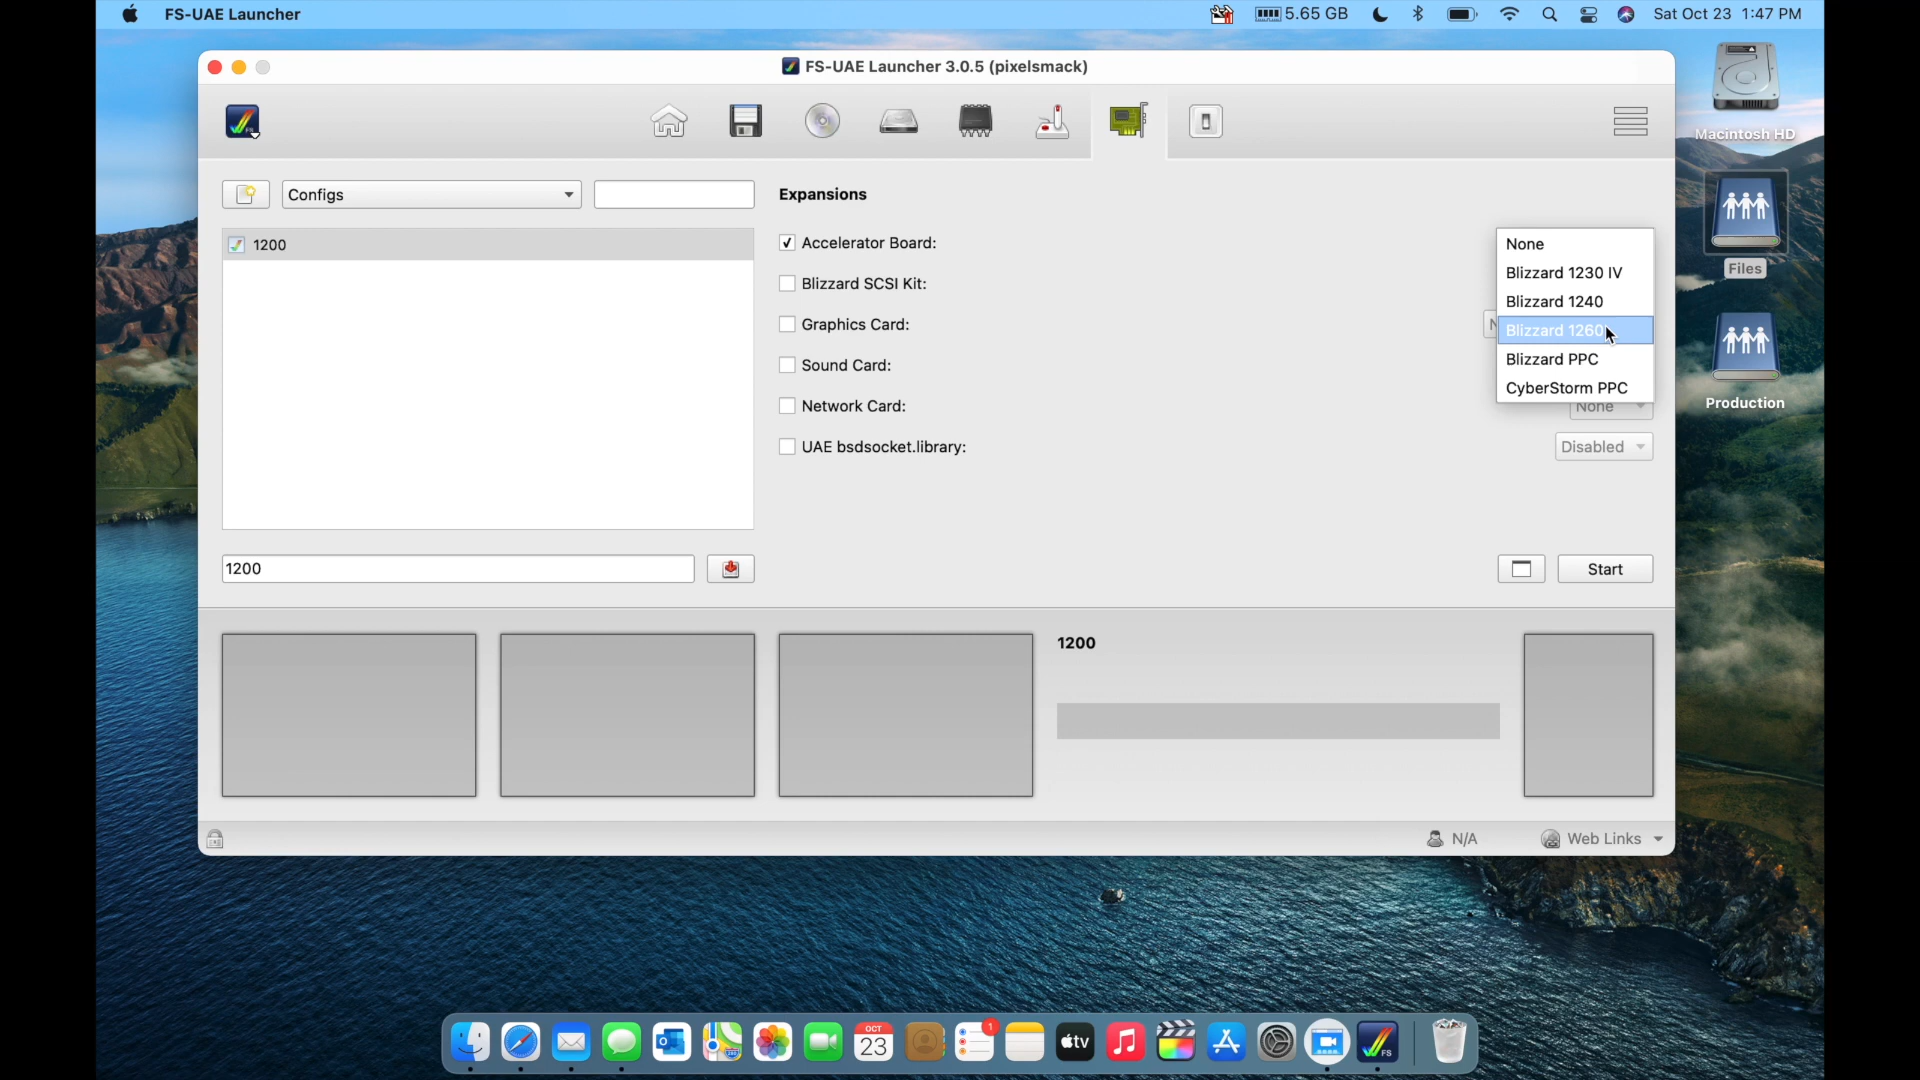 FS-UAE Launcher
5.65 GB
Sat Oct 23 1:47 PM
FS-UAE Launcher 3.0.5 (pixelsmack)
Macintosh HD
Configs
Expansions
1200
Accelerator Board:
None
Blizzard 1230 IV
Blizzard SCSI Kit:
Blizzard 1240
Files
Graphics Card:
N
Blizzard 1260
Sound Card:
Blizzard PPC
CyberStorm PPC
Network Card:
None
Production
UAE bsdsocket.library:
Disabled
1200
Start
1200
N/A
Web Links
OCT
23
1
tv
FS